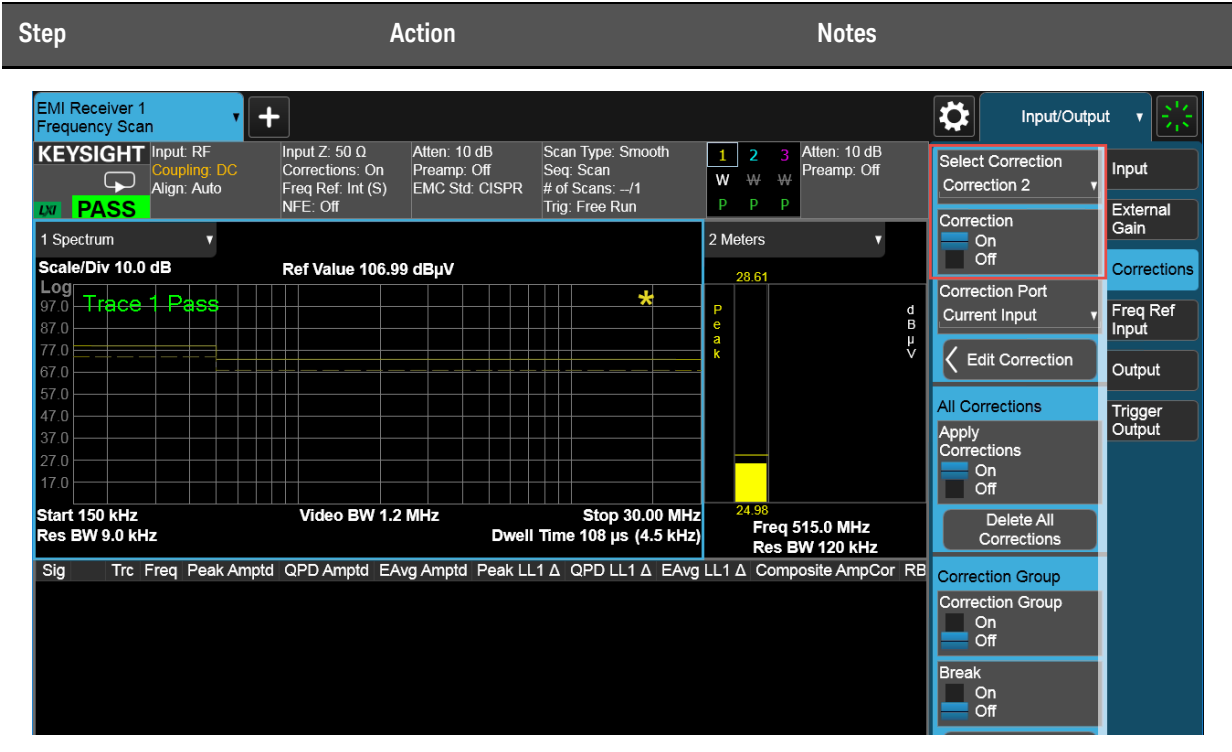 Step Action Notes
EMI Receiver 1
Frequency Scan
+
Input/Output
KEYSIGHT
LXI PASS
Input: RF
Coupling: DC
Align: Auto
Input Z: 50 Ω
Corrections: On
Freq Ref: Int (S)
NFE: Off
Atten: 10 dB
Preamp: Off
EMC Std: CISPR
Scan Type: Smooth
Seq: Scan
# of Scans: --/1
Trig: Free Run
1 2 3
W W W
P P P
Atten: 10 dB
Preamp: Off
1 Spectrum
Scale/Div 10.0 dB Ref Value 106.99 dBµV
Log
Trace 1 Pass
*
97.0
87.0
77.0
67.0
57.0
47.0
37.0
27.0
17.0
Start 150 kHz Video BW 1.2 MHz Stop 30.00 MHz
Res BW 9.0 kHz Dwell Time 108 µs (4.5 kHz)
2 Meters
28.61
Peak
dBµV
24.98
Freq 515.0 MHz
Res BW 120 kHz
Sig Trc Freq Peak Amptd QPD Amptd EAvg Amptd Peak LL1 Δ QPD LL1 Δ EAvg LL1 Δ Composite AmpCor RB
Select Correction
Correction 2
Correction
On
Off
Correction Port
Current Input
Edit Correction
All Corrections
Apply
Corrections
On
Off
Delete All
Corrections
Correction Group
Correction Group
On
Off
Break
On
Off
Input
External
Gain
Corrections
Freq Ref
Input
Output
Trigger
Output